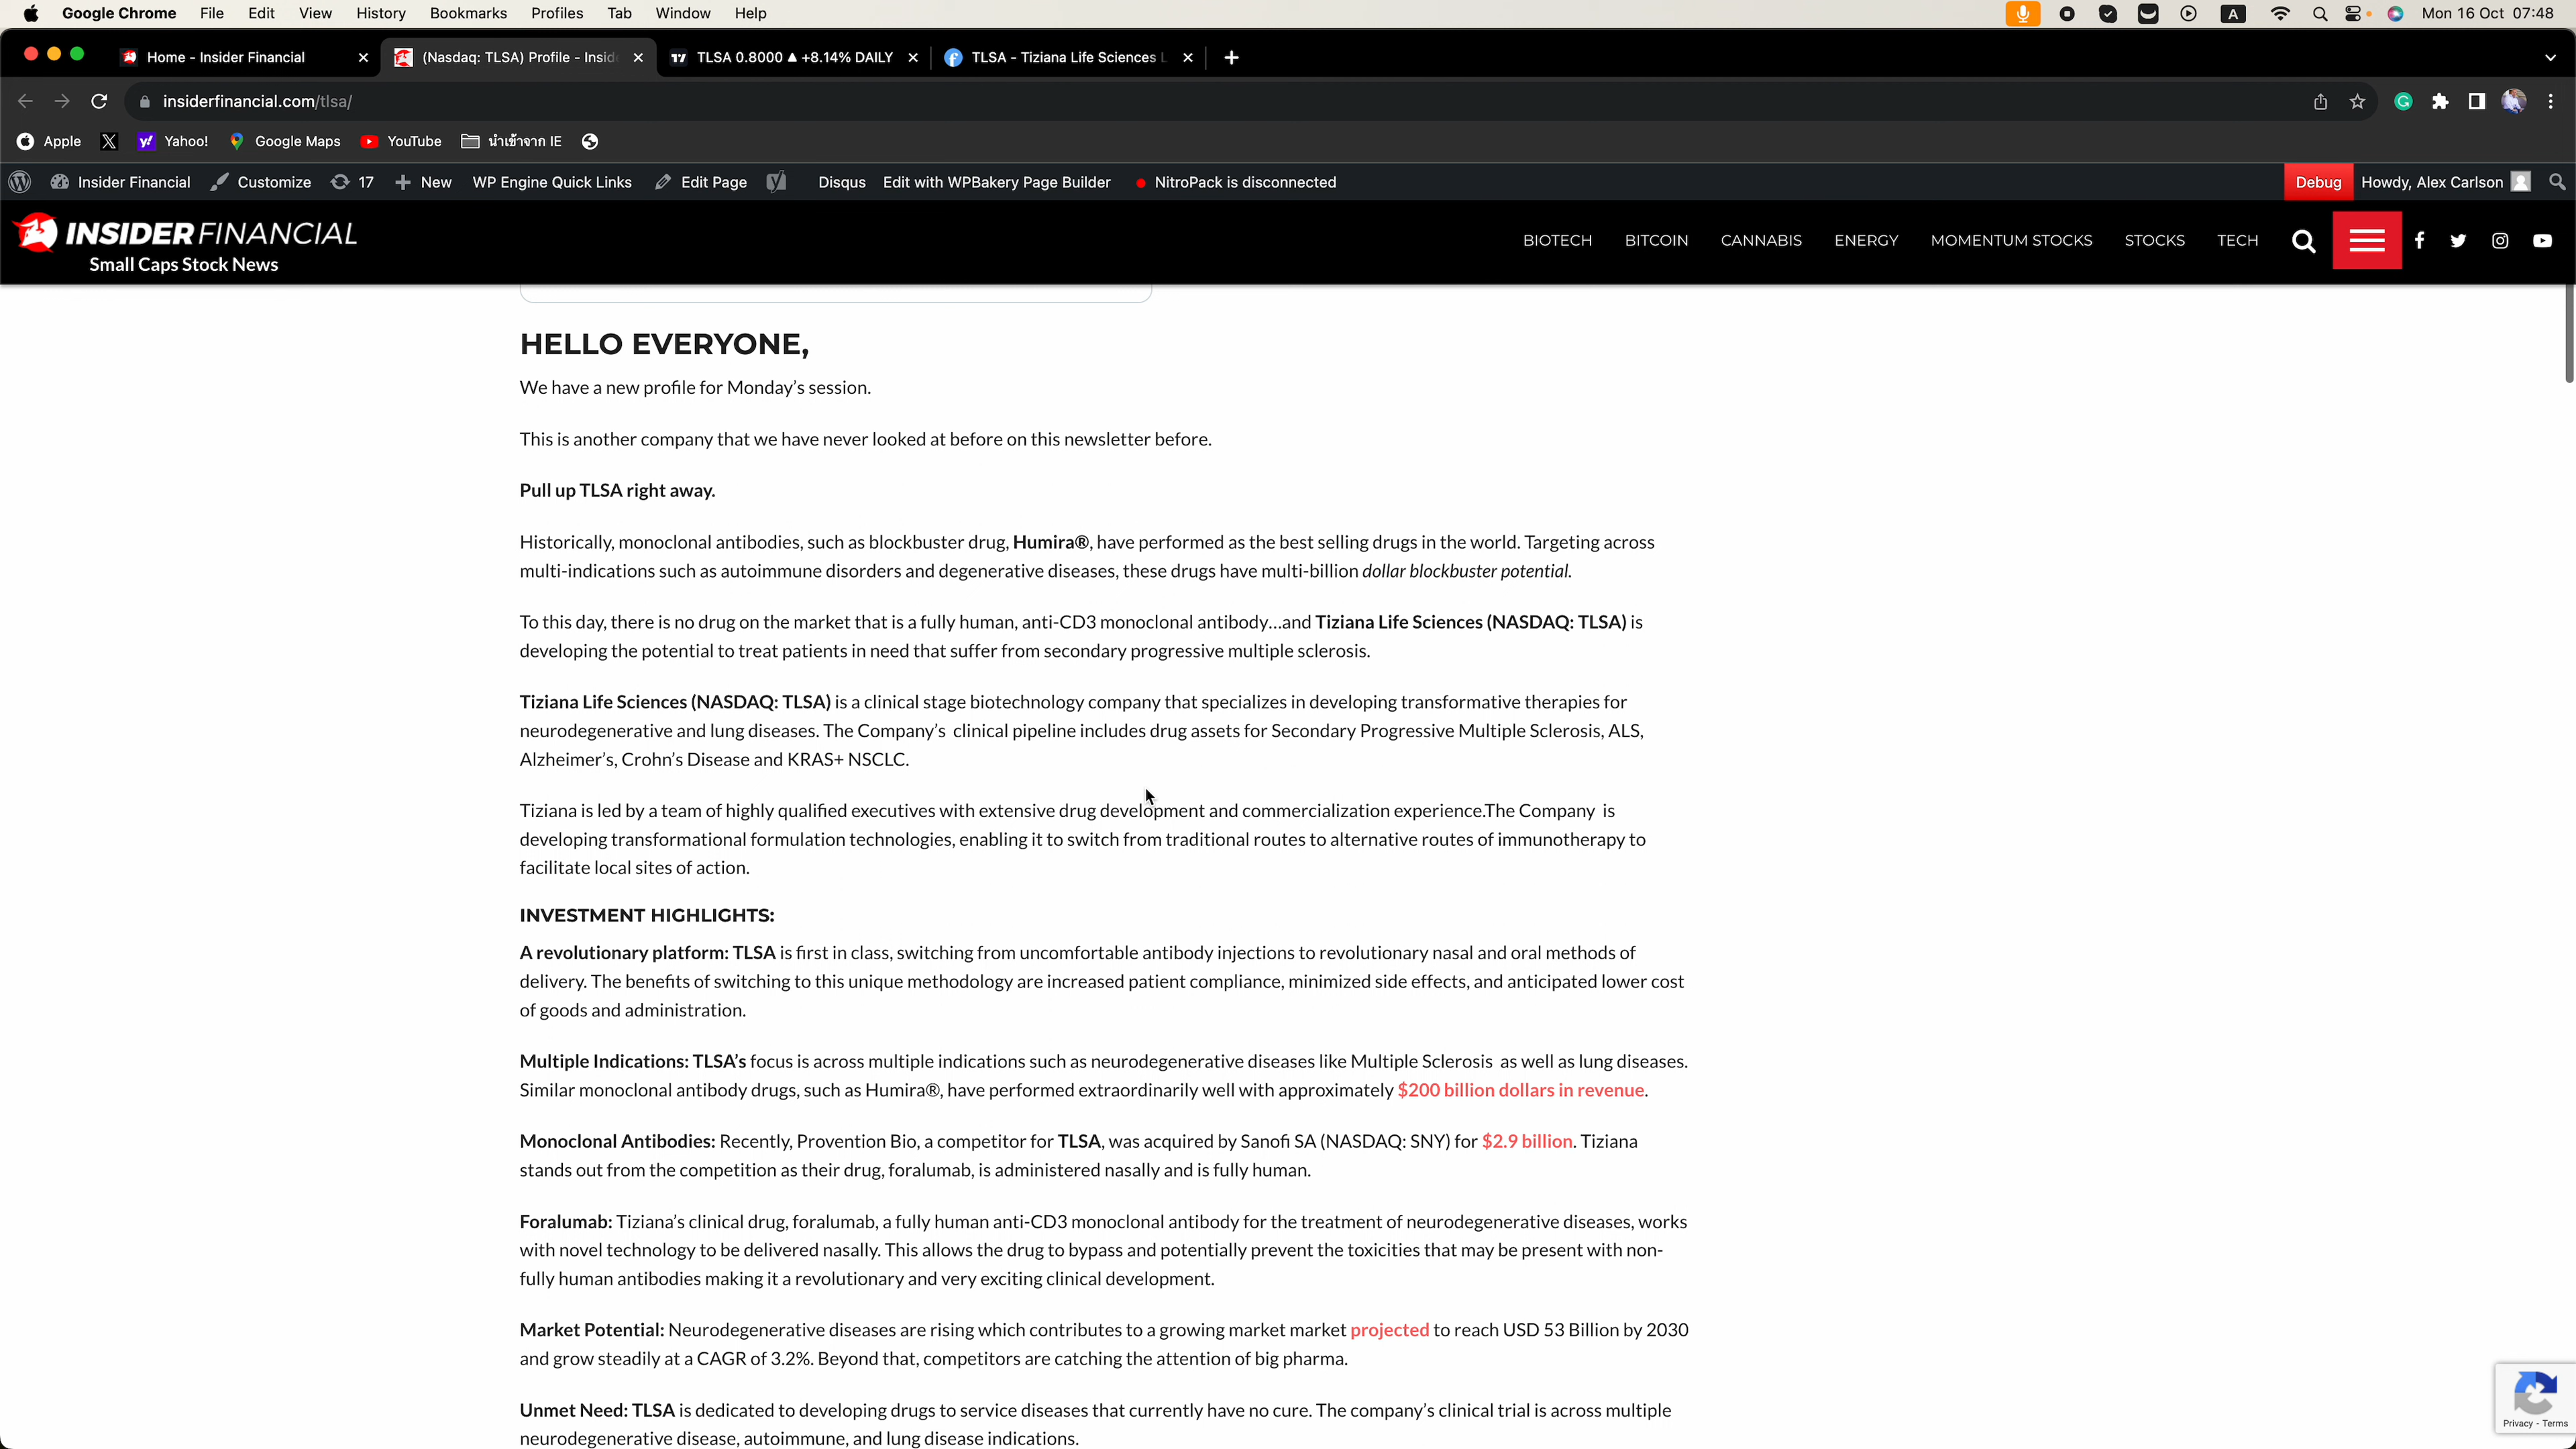 Google Chrome File Edit View History Bookmarks Profiles Tab Window Help A Mon 16 Oct 07:48
Home - Insider Financial (Nasdaq: TLSA) Profile - Insid TLSA 0.8000 ▲ +8.14% DAILY TLSA - Tiziana Life Sciences L
insiderfinancial.com/tlsa/
Apple Yahoo! Google Maps YouTube นำเข้าจาก IE
Insider Financial Customize 17 New WP Engine Quick Links Edit Page Disqus Edit with WPBakery Page Builder NitroPack is disconnected Debug Howdy, Alex Carlson
INSIDER FINANCIAL
Small Caps Stock News
BIOTECH BITCOIN CANNABIS ENERGY MOMENTUM STOCKS STOCKS TECH
HELLO EVERYONE,
We have a new profile for Monday's session.
This is another company that we have never looked at before on this newsletter before.
Pull up TLSA right away.
Historically, monoclonal antibodies, such as blockbuster drug, Humira®, have performed as the best selling drugs in the world. Targeting across
multi-indications such as autoimmune disorders and degenerative diseases, these drugs have multi-billion dollar blockbuster potential.
To this day, there is no drug on the market that is a fully human, anti-CD3 monoclonal antibody...and Tiziana Life Sciences (NASDAQ: TLSA) is
developing the potential to treat patients in need that suffer from secondary progressive multiple sclerosis.
Tiziana Life Sciences (NASDAQ: TLSA) is a clinical stage biotechnology company that specializes in developing transformative therapies for
neurodegenerative and lung diseases. The Company's clinical pipeline includes drug assets for Secondary Progressive Multiple Sclerosis, ALS,
Alzheimer's, Crohn's Disease and KRAS+ NSCLC.
Tiziana is led by a team of highly qualified executives with extensive drug development and commercialization experience.The Company is
developing transformational formulation technologies, enabling it to switch from traditional routes to alternative routes of immunotherapy to
facilitate local sites of action.
INVESTMENT HIGHLIGHTS:
A revolutionary platform: TLSA is first in class, switching from uncomfortable antibody injections to revolutionary nasal and oral methods of
delivery. The benefits of switching to this unique methodology are increased patient compliance, minimized side effects, and anticipated lower cost
of goods and administration.
Multiple Indications: TLSA's focus is across multiple indications such as neurodegenerative diseases like Multiple Sclerosis as well as lung diseases.
Similar monoclonal antibody drugs, such as Humira®, have performed extraordinarily well with approximately $200 billion dollars in revenue.
Monoclonal Antibodies: Recently, Provention Bio, a competitor for TLSA, was acquired by Sanofi SA (NASDAQ: SNY) for $2.9 billion. Tiziana
stands out from the competition as their drug, foralumab, is administered nasally and is fully human.
Foralumab: Tiziana's clinical drug, foralumab, a fully human anti-CD3 monoclonal antibody for the treatment of neurodegenerative diseases, works
with novel technology to be delivered nasally. This allows the drug to bypass and potentially prevent the toxicities that may be present with non-
fully human antibodies making it a revolutionary and very exciting clinical development.
Market Potential: Neurodegenerative diseases are rising which contributes to a growing market market projected to reach USD 53 Billion by 2030
and grow steadily at a CAGR of 3.2%. Beyond that, competitors are catching the attention of big pharma.
Unmet Need: TLSA is dedicated to developing drugs to service diseases that currently have no cure. The company's clinical trial is across multiple
neurodegenerative disease, autoimmune, and lung disease indications.
Privacy - Terms